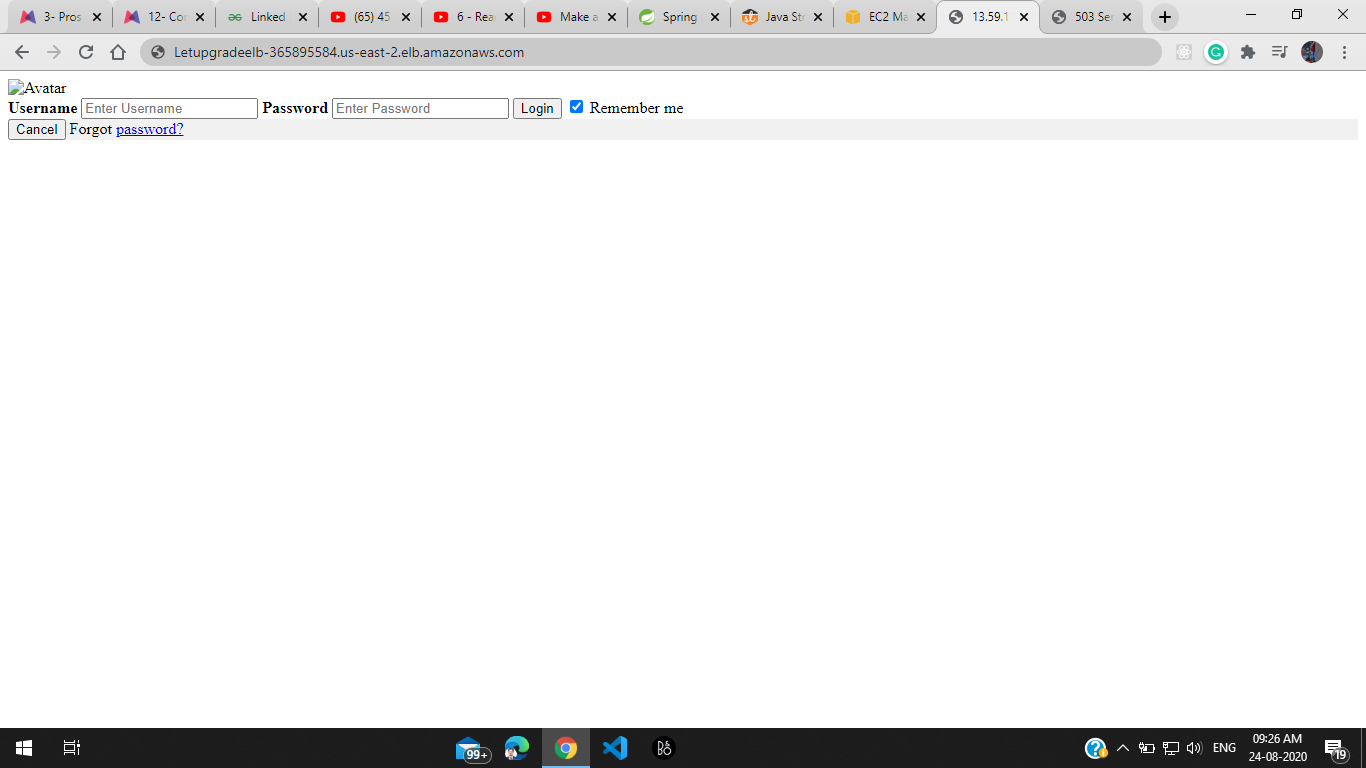 3- Pros
12- Cor
Linked
(65) 45
6 - Rea
Make a
Spring
Java Str
EC2 Ma
13.59.1
503 Ser
Letupgradeelb-365895584.us-east-2.elb.amazonaws.com
Avatar
Username Enter Username Password Enter Password Login Remember me
Cancel Forgot password?
99+
ENG
09:26 AM
24-08-2020
19